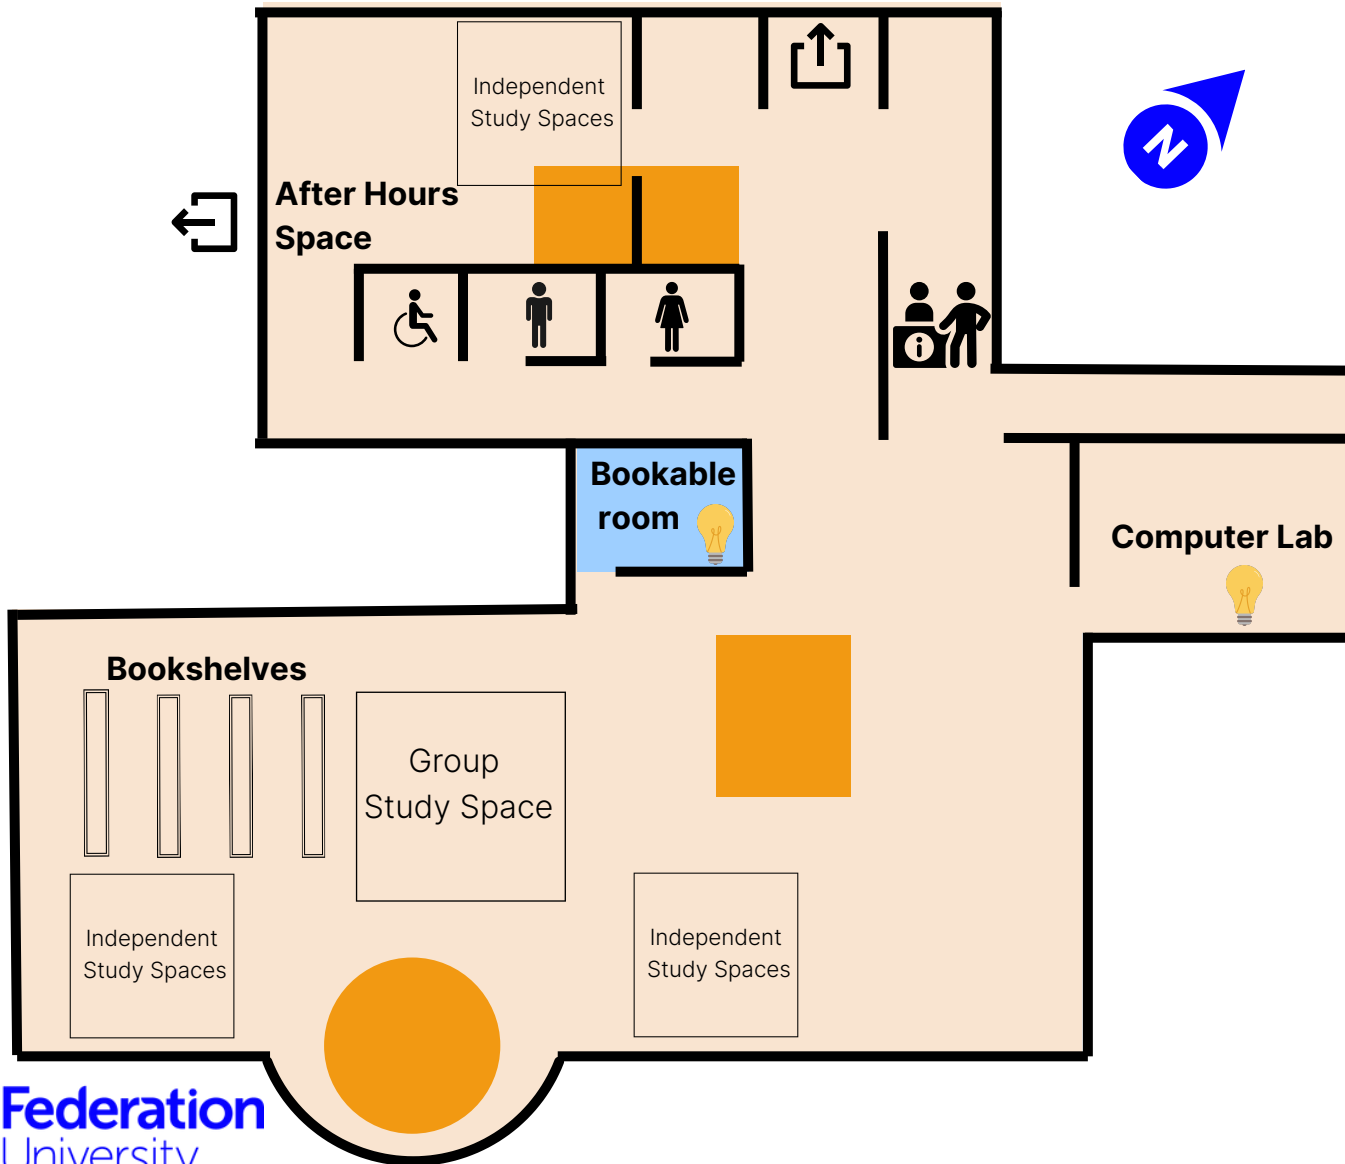 Independent
Study Spaces
N
After Hours
Space
Bookable
room
Computer Lab
Bookshelves
Group
Study Space
Independent
Study Spaces
Independent
Study Spaces
Federation
University